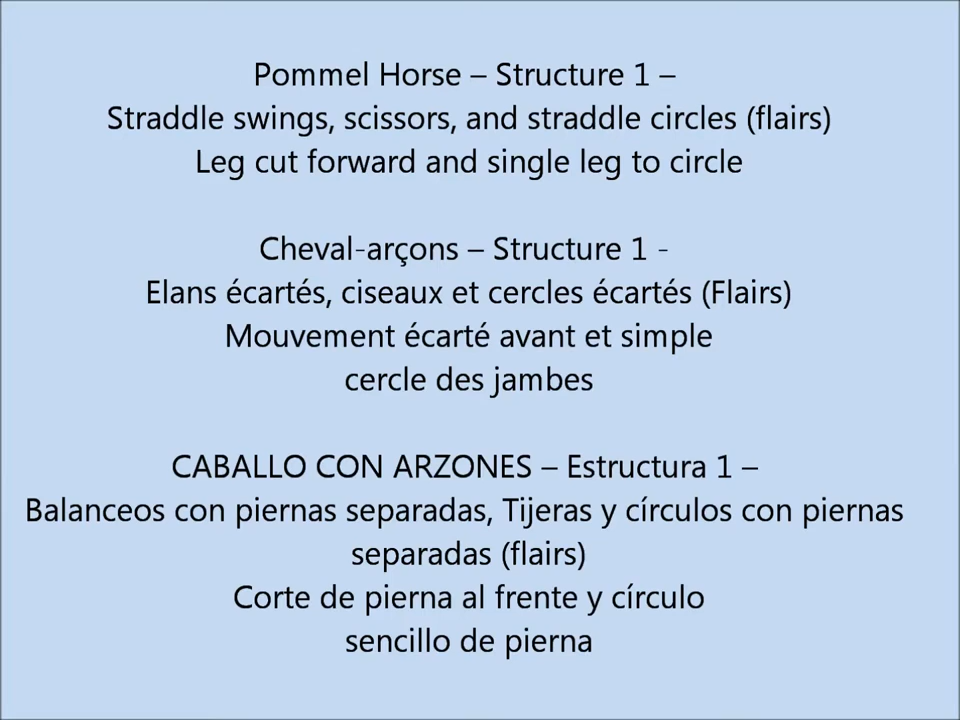 Pommel Horse – Structure 1 –
Straddle swings, scissors, and straddle circles (flairs)
Leg cut forward and single leg to circle
Cheval-arçons – Structure 1 -
Elans écartés, ciseaux et cercles écartés (Flairs)
Mouvement écarté avant et simple
cercle des jambes
CABALLO CON ARZONES – Estructura 1 –
Balanceos con piernas separadas, Tijeras y círculos con piernas
separadas (flairs)
Corte de pierna al frente y círculo
sencillo de pierna